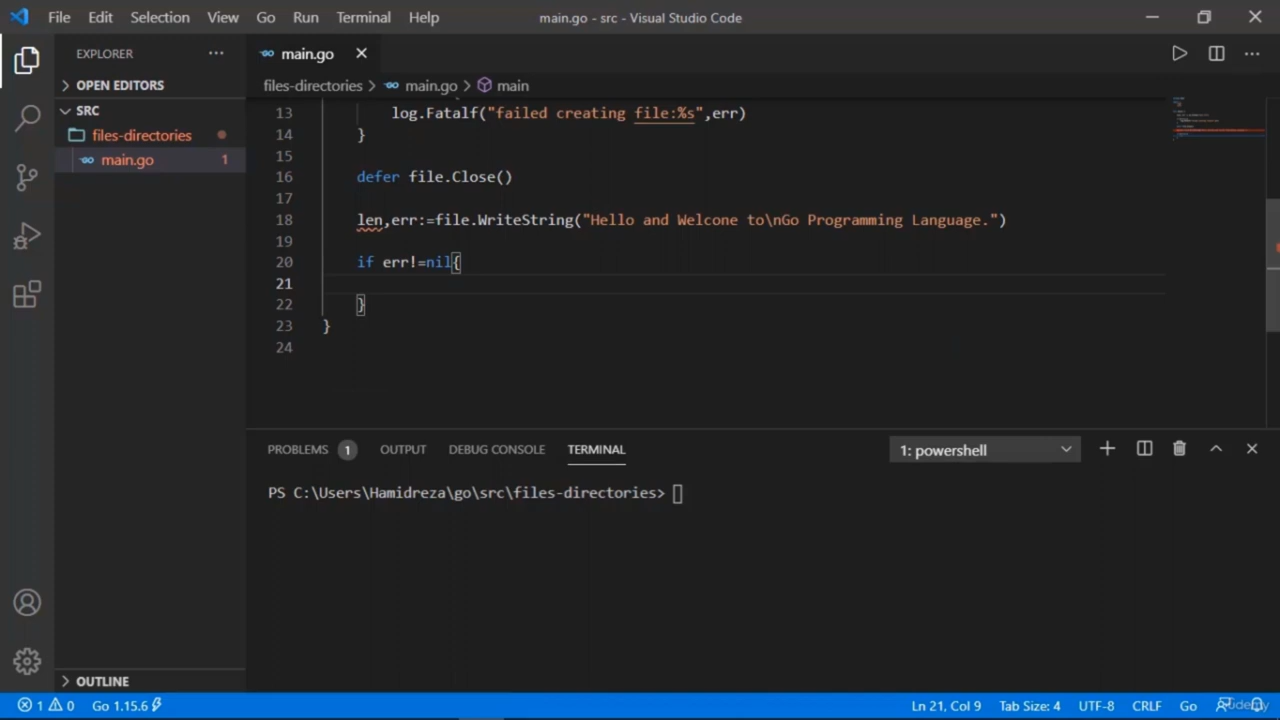 File Edit Selection View Go Run Terminal Help main.go - src - Visual Studio Code
EXPLORER
main.go
OPEN EDITORS
files-directories > main.go > main
SRC
files-directories
main.go 1
13 log.Fatalf("failed creating file:%s",err)
14 }
15
16 defer file.Close()
17
18 len,err:=file.WriteString("Hello and Welcome to\nGo Programming Language.")
19
20 if err!=nil{
21
22 }
23 }
24
PROBLEMS 1 OUTPUT DEBUG CONSOLE TERMINAL 1: powershell
PS C:\Users\Hamidreza\go\src\files-directories>
OUTLINE
1 0 Go 1.15.6 Ln 21, Col 9 Tab Size: 4 UTF-8 CRLF Go
Udemy